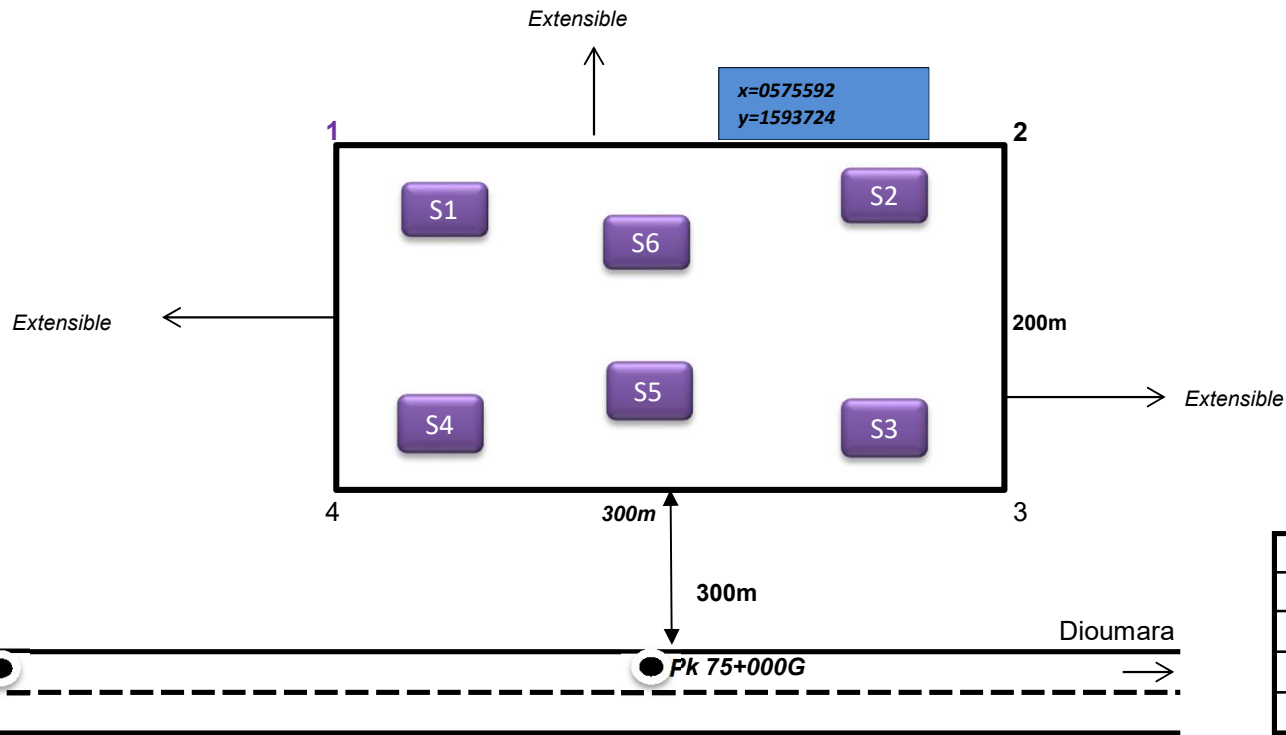 Extensible
x=0575592
y=1593724
1
2
S1
S2
S6
Extensible
200m
S5
Extensible
S4
S3
4
300m
3
300m
Dioumara
Pk 75+000G